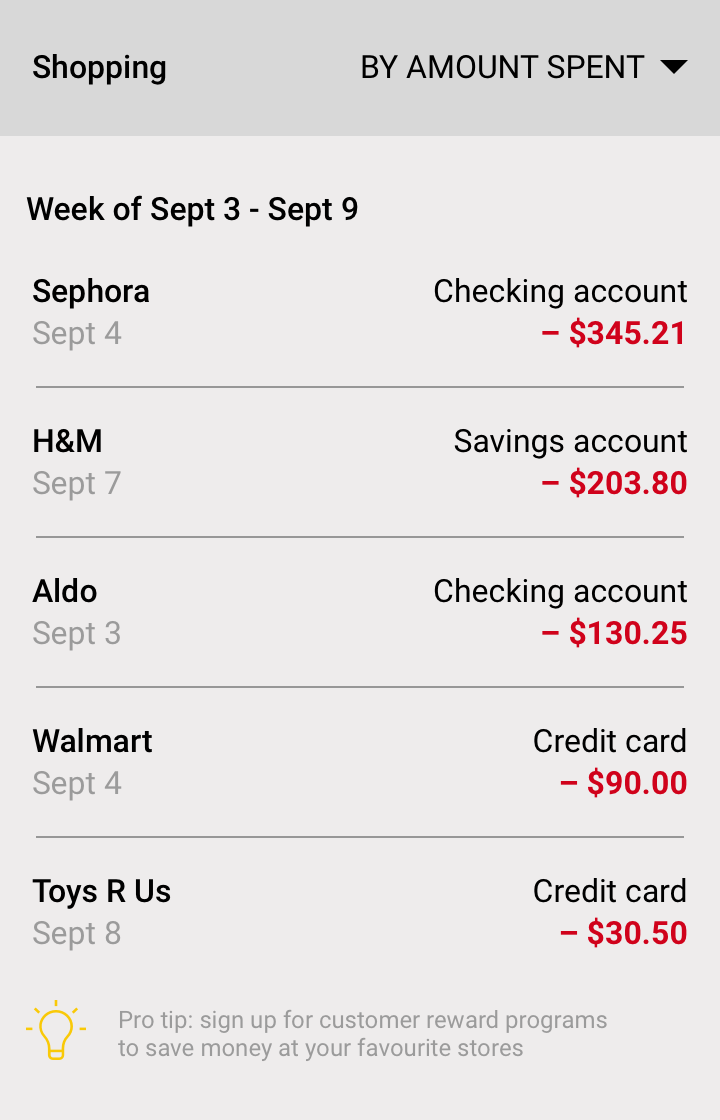 Shopping BY AMOUNT SPENT
Week of Sept 3 - Sept 9
Sephora Checking account
Sept 4 – $345.21
H&M Savings account
Sept 7 – $203.80
Aldo Checking account
Sept 3 – $130.25
Walmart Credit card
Sept 4 – $90.00
Toys R Us Credit card
Sept 8 – $30.50
Pro tip: sign up for customer reward programs
to save money at your favourite stores